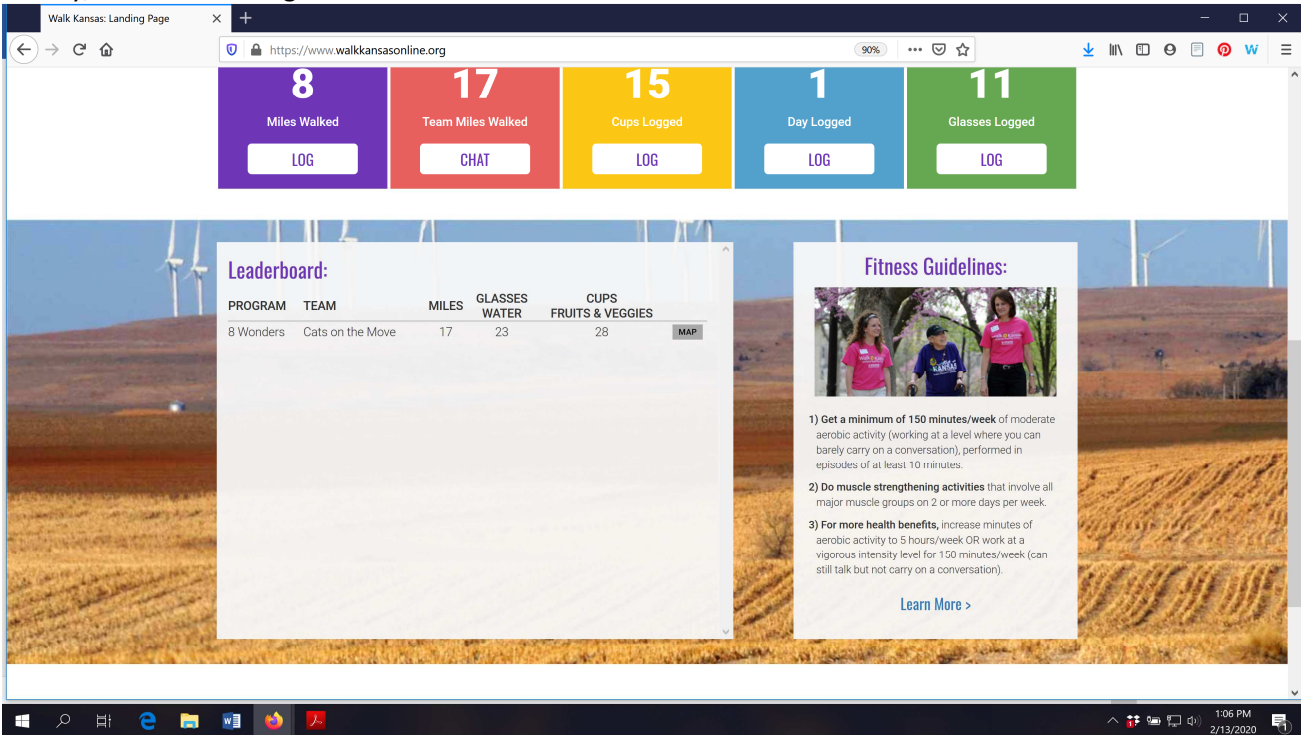 Walk Kansas: Landing Page
https://www.walkkansasonline.org
90%
8
Miles Walked
LOG
17
Team Miles Walked
CHAT
15
Cups Logged
LOG
1
Day Logged
LOG
11
Glasses Logged
LOG
Leaderboard:
PROGRAM TEAM MILES GLASSES WATER CUPS FRUITS & VEGGIES
8 Wonders Cats on the Move 17 23 28 MAP
Fitness Guidelines:
KANSAS
1) Get a minimum of 150 minutes/week of moderate
aerobic activity (working at a level where you can
barely carry on a conversation), performed in
episodes of at least 10 minutes.
2) Do muscle strengthening activities that involve all
major muscle groups on 2 or more days per week.
3) For more health benefits, increase minutes of
aerobic activity to 5 hours/week OR work at a
vigorous intensity level for 150 minutes/week (can
still talk but not carry on a conversation).
Learn More >
1:06 PM
2/13/2020